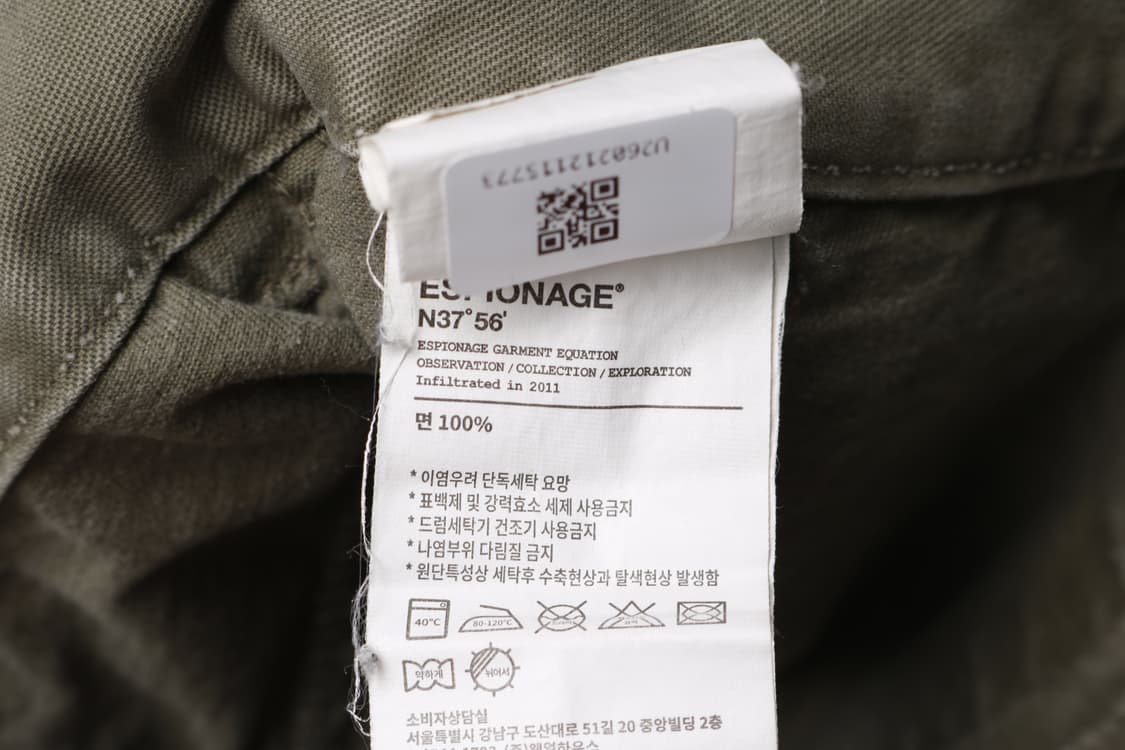 U260212115773
ESPIONAGE®
N37°56'
ESPIONAGE GARMENT EQUATION
OBSERVATION / COLLECTION / EXPLORATION
Infiltrated in 2011
면 100%
* 이염우려 단독세탁 요망
* 표백제 및 강력효소 세제 사용금지
* 드럼세탁기 건조기 사용금지
* 나염부위 다림질 금지
* 원단특성상 세탁후 수축현상과 탈색현상 발생함
40°C 80-120°C
약하게 뉘어서
소비자상담실
서울특별시 강남구 도산대로 51길 20 중앙빌딩 2층